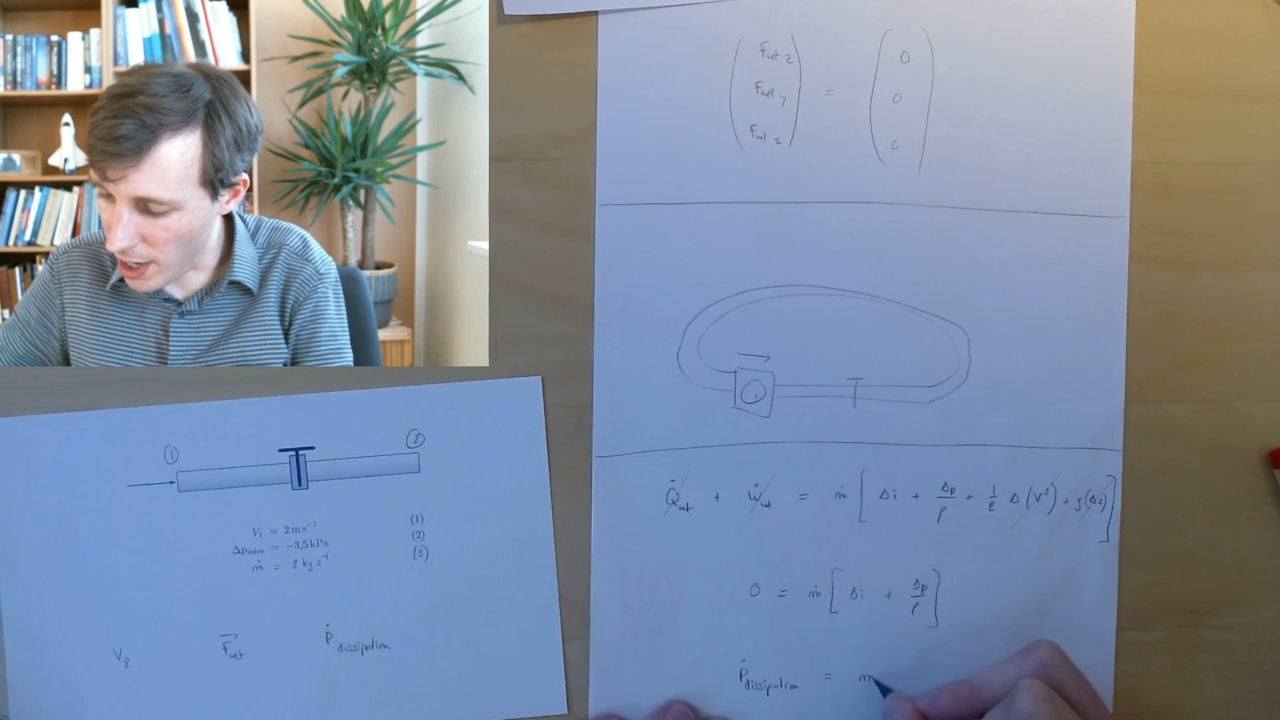 F_net x = 0
F_net y = 0
F_net z = 0
① ②
V₁ = 2 m s⁻¹ (1)
Δp_valve = −3,5 kPa (2)
ṁ = 2 kg s⁻¹ (3)
V₂ F⃗_net Ṗ_dissipation
Q̇_net + Ẇ_net = ṁ [ Δi + Δp/ρ + 1/2 Δ(V²) + g(Δz) ]
0 = ṁ [ Δi + Δp/ρ ]
Ṗ_dissipation = m